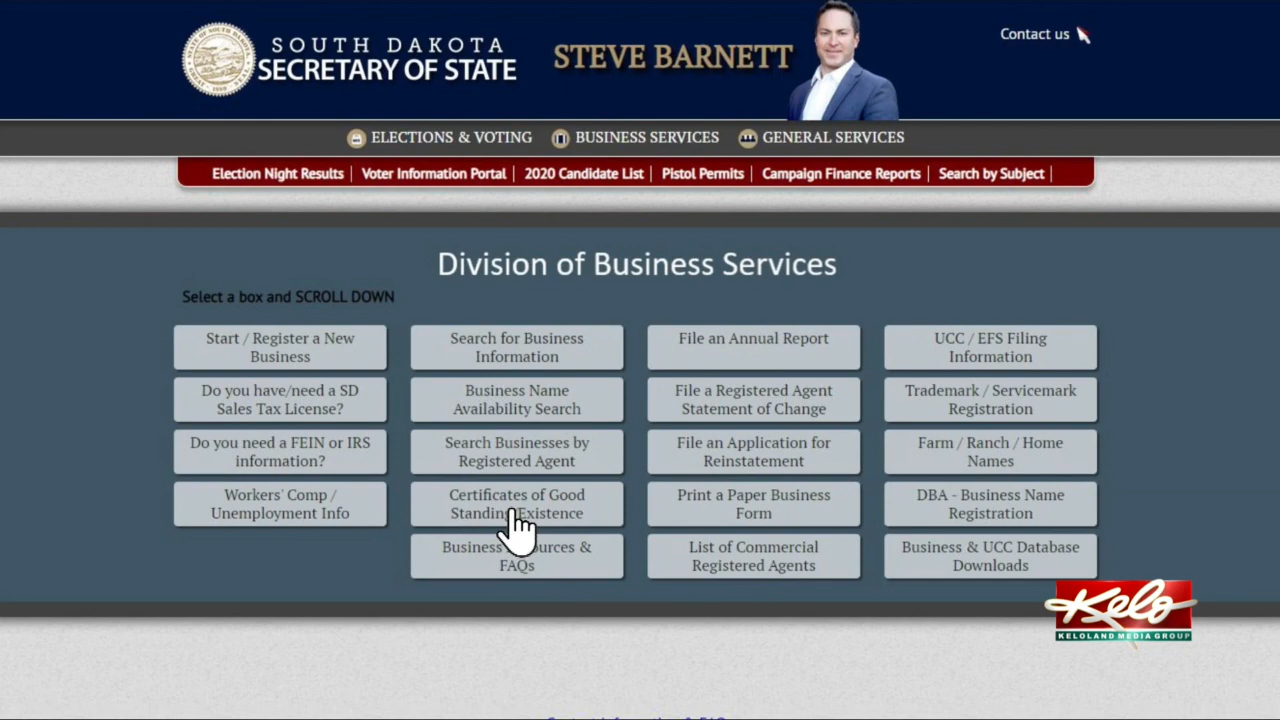 SOUTH DAKOTA
SECRETARY OF STATE
STEVE BARNETT
Contact us
ELECTIONS & VOTING
BUSINESS SERVICES
GENERAL SERVICES
Election Night Results
Voter Information Portal
2020 Candidate List
Pistol Permits
Campaign Finance Reports
Search by Subject
Division of Business Services
Select a box and SCROLL DOWN
Start / Register a New
Business
Search for Business
Information
File an Annual Report
UCC / EFS Filing
Information
Do you have/need a SD
Sales Tax License?
Business Name
Availability Search
File a Registered Agent
Statement of Change
Trademark / Servicemark
Registration
Do you need a FEIN or IRS
information?
Search Businesses by
Registered Agent
File an Application for
Reinstatement
Farm / Ranch / Home
Names
Workers' Comp /
Unemployment Info
Certificates of Good
Standing/Existence
Print a Paper Business
Form
DBA - Business Name
Registration
Business & 
FAQs
List of Commercial
Registered Agents
Business & UCC Database
Downloads
Kelo
KELOLAND MEDIA GROUP